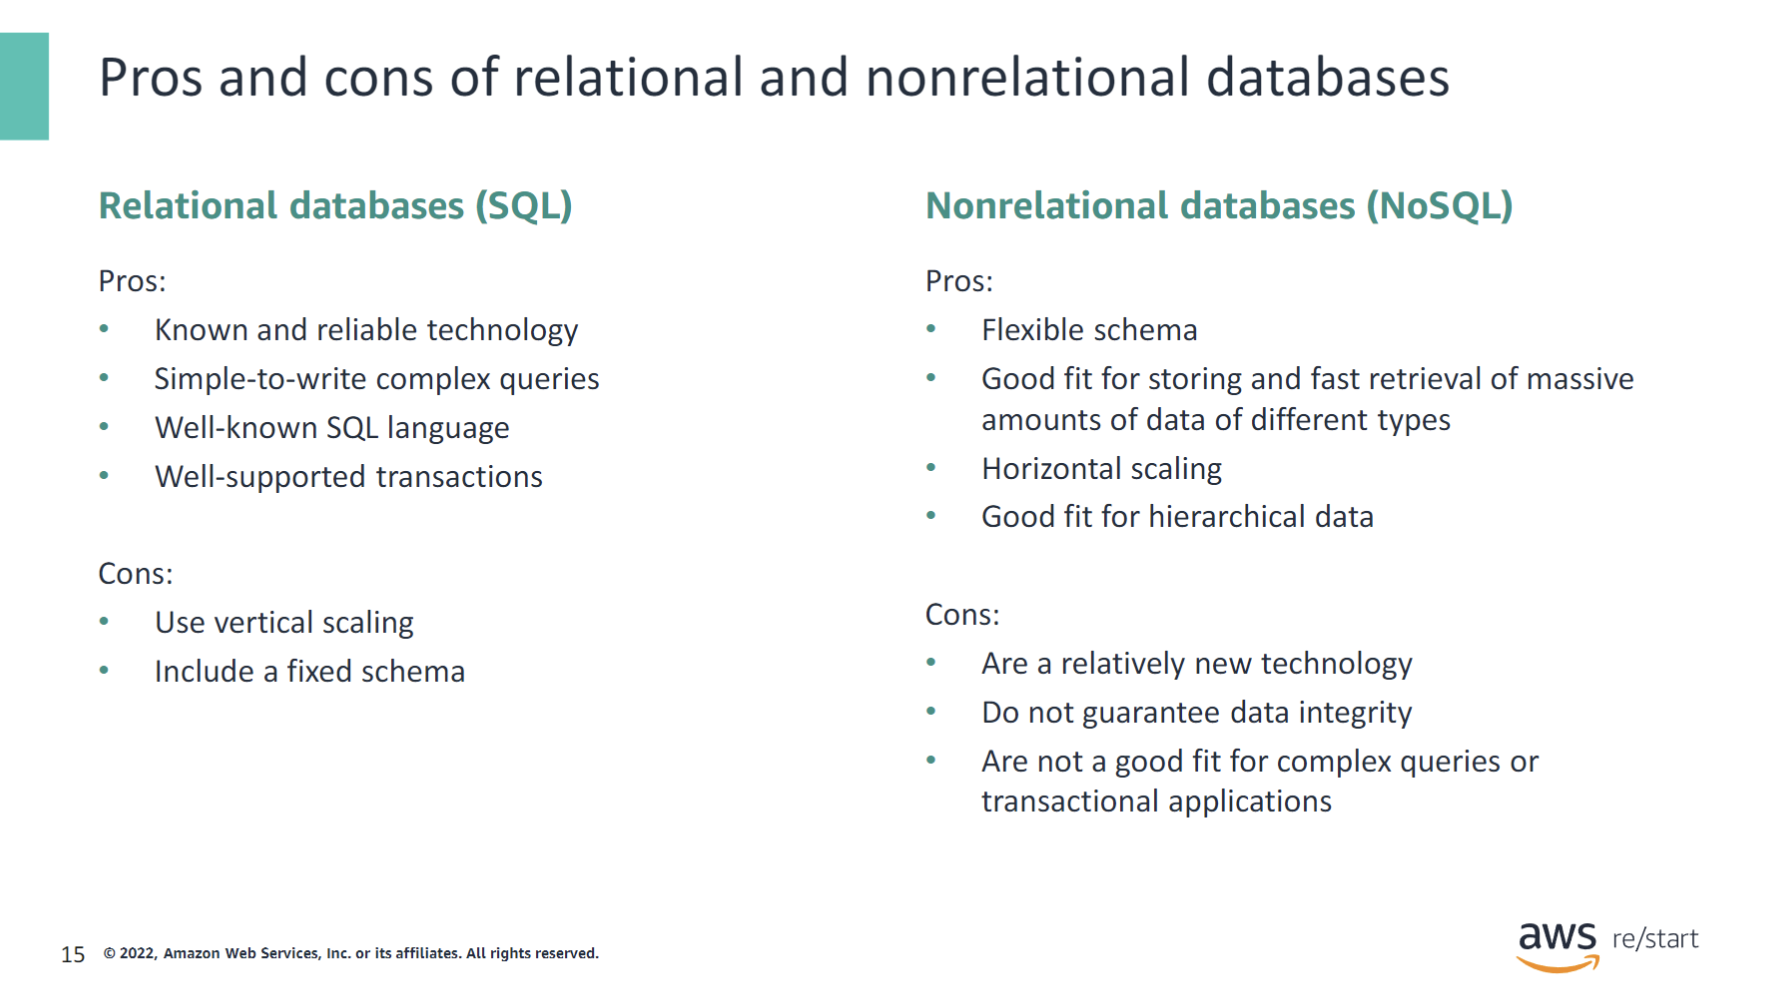 Pros and cons of relational and nonrelational databases
Relational databases (SQL)
Pros:
• Known and reliable technology
• Simple-to-write complex queries
• Well-known SQL language
• Well-supported transactions
Cons:
• Use vertical scaling
• Include a fixed schema
Nonrelational databases (NoSQL)
Pros:
• Flexible schema
• Good fit for storing and fast retrieval of massive
amounts of data of different types
• Horizontal scaling
• Good fit for hierarchical data
Cons:
• Are a relatively new technology
• Do not guarantee data integrity
• Are not a good fit for complex queries or
transactional applications
15 © 2022, Amazon Web Services, Inc. or its affiliates. All rights reserved.
aws re/start